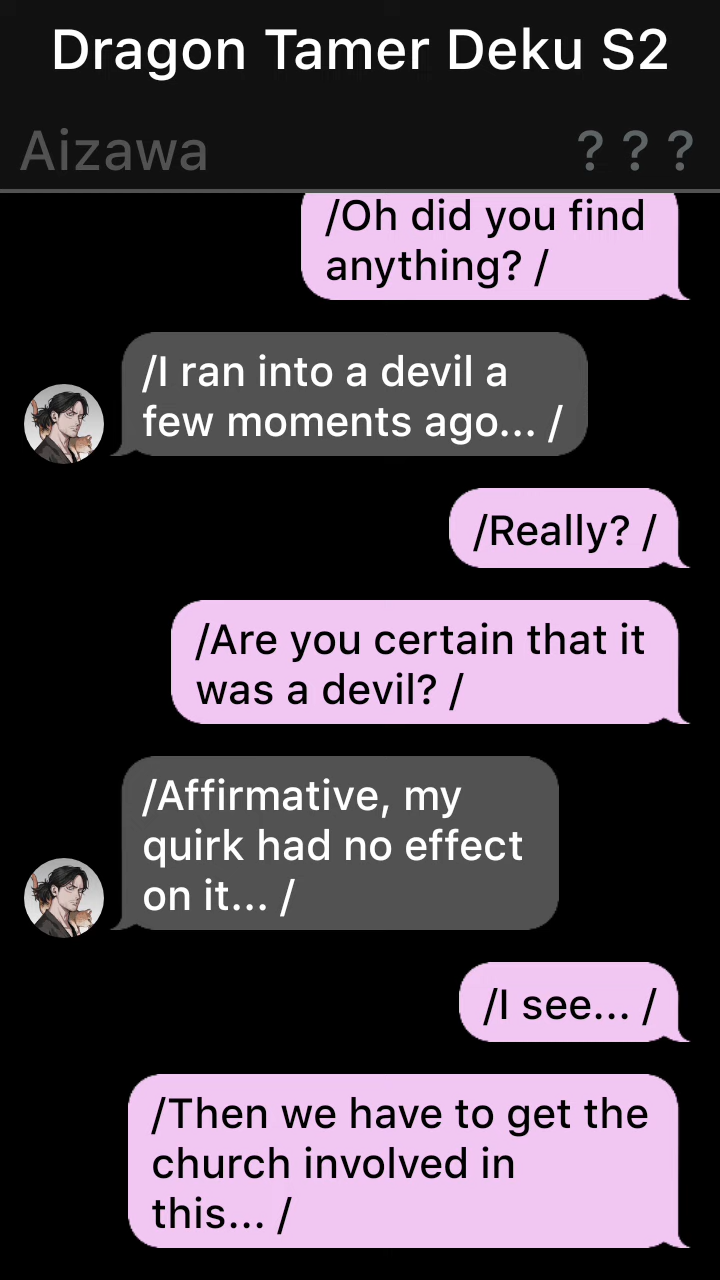 Dragon Tamer Deku S2
Aizawa ? ? ?
/Oh did you find
anything? /
/I ran into a devil a
few moments ago... /
/Really? /
/Are you certain that it
was a devil? /
/Affirmative, my
quirk had no effect
on it... /
/I see... /
/Then we have to get the
church involved in
this... /